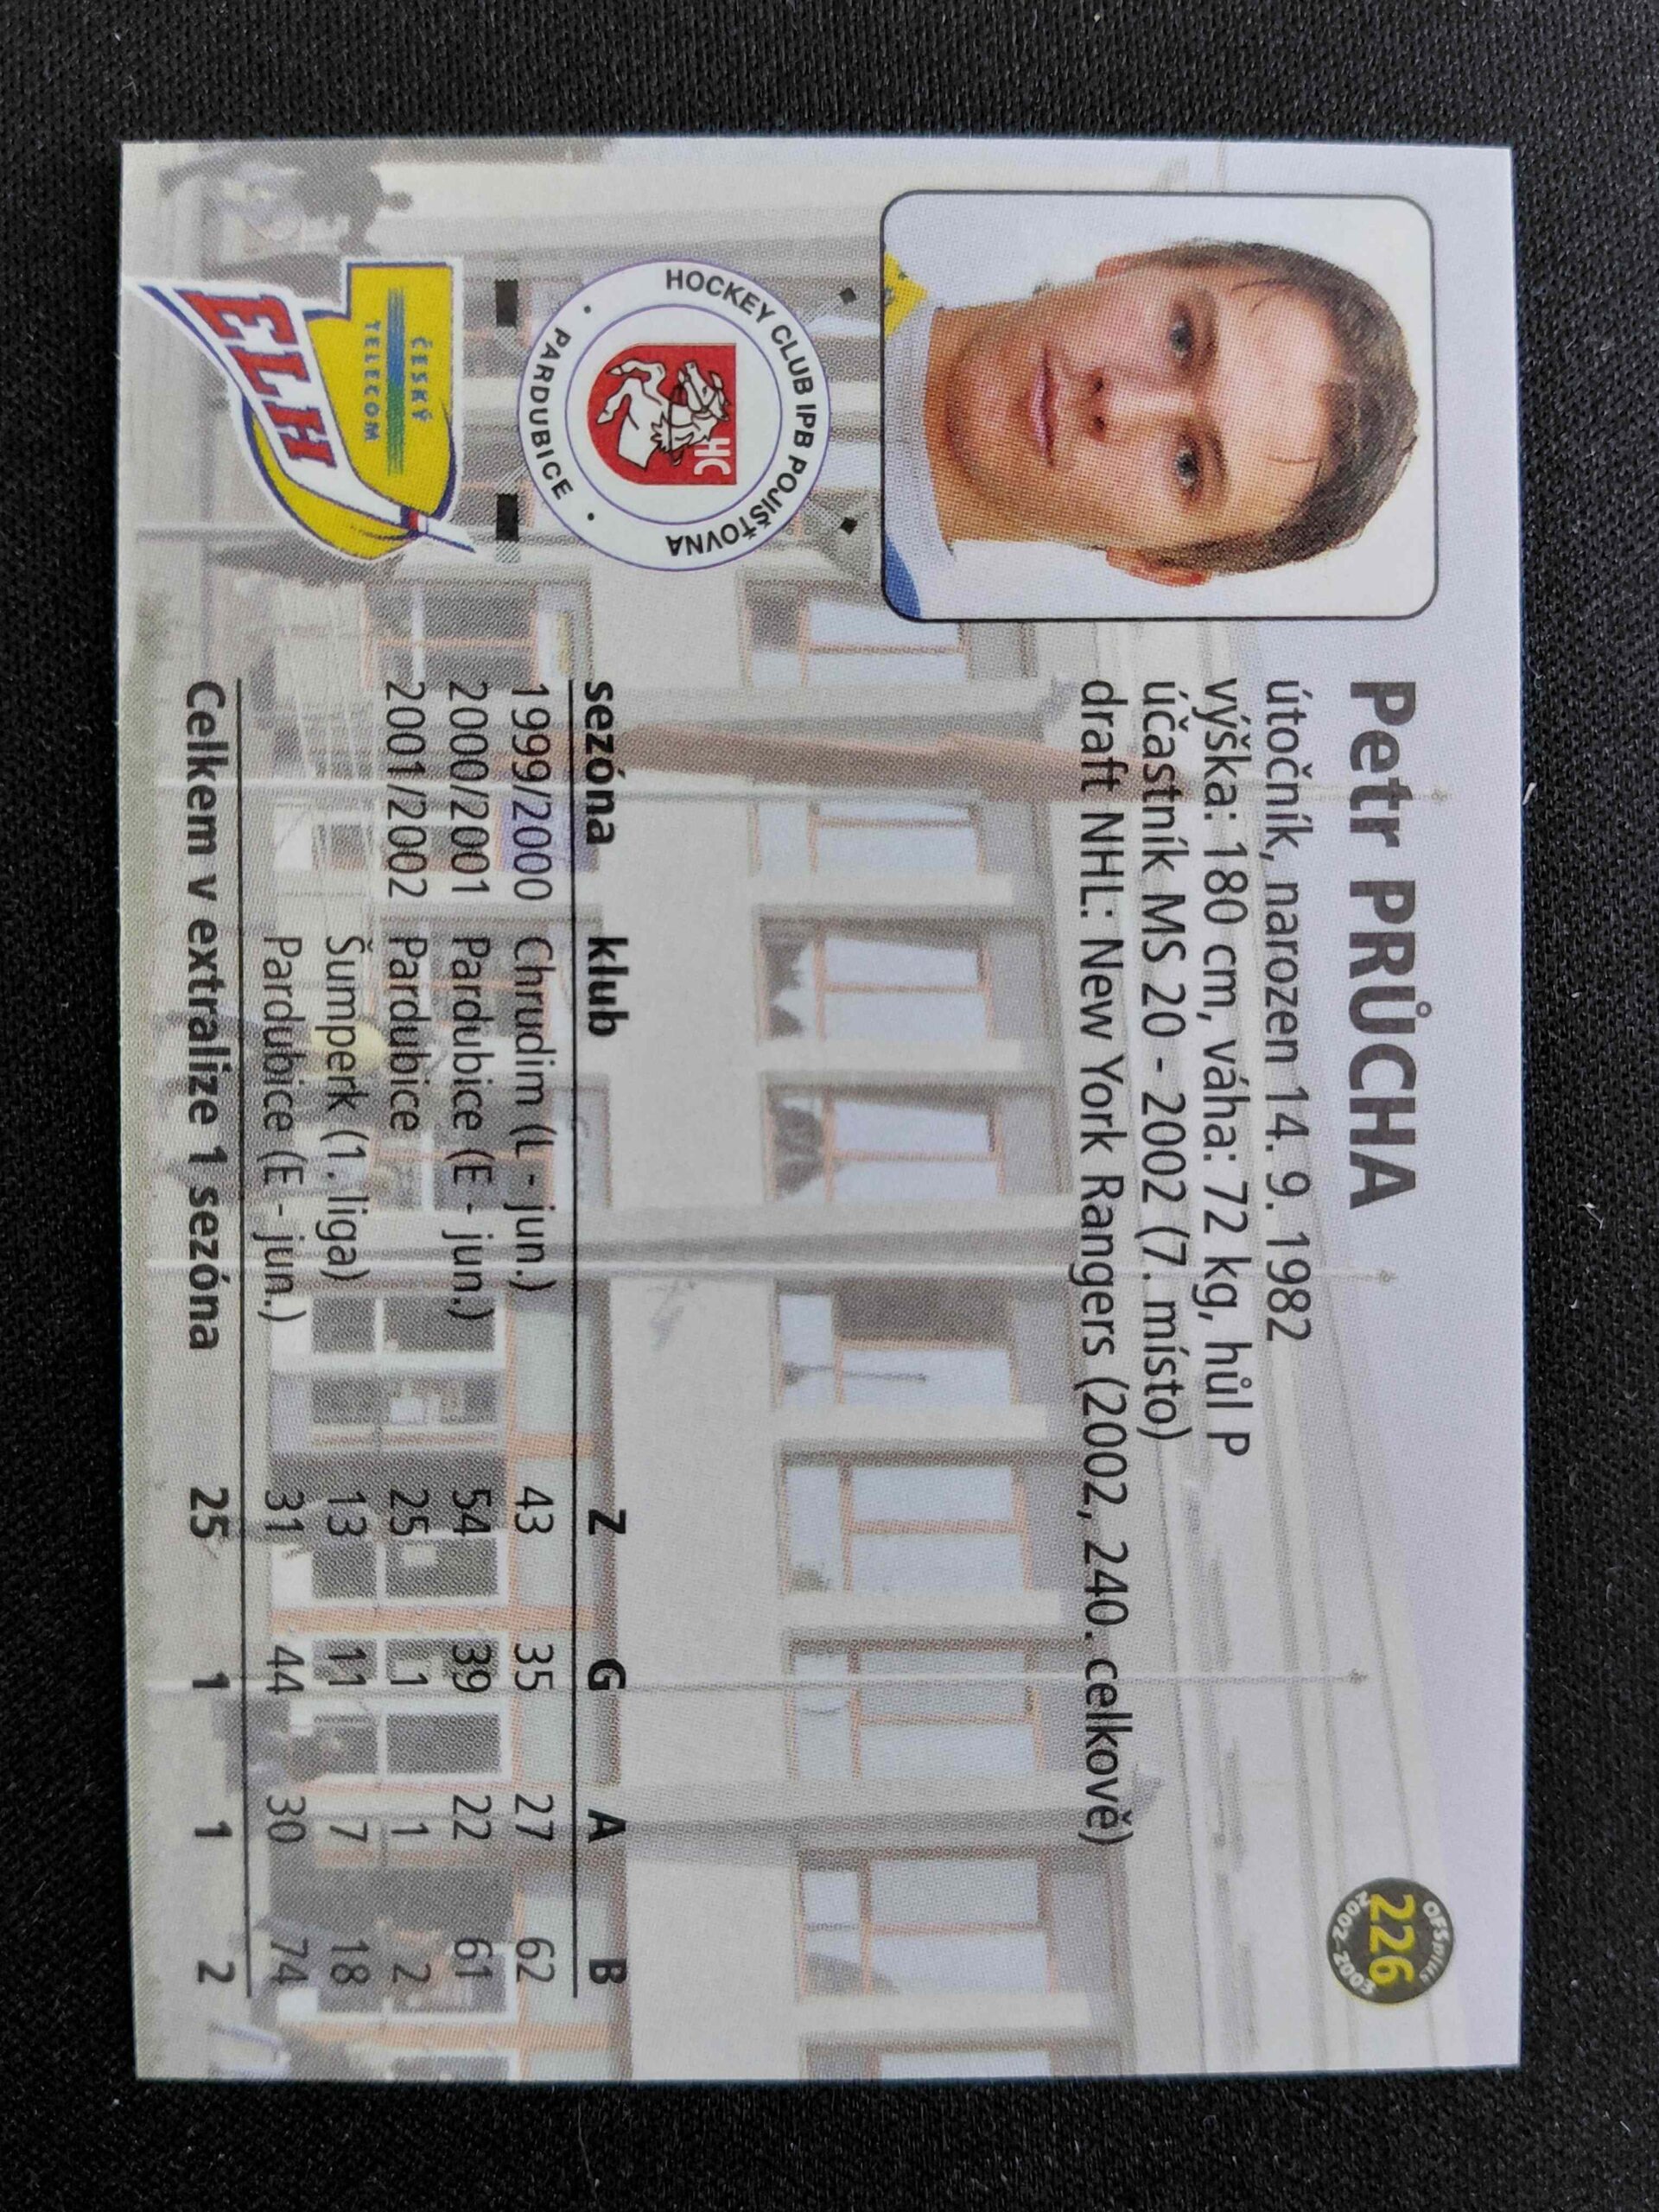 Petr PRŮCHA
OFSplus
226
2002-2003
útočník, narozen 14. 9. 1982
výška: 180 cm, váha: 72 kg, hůl P
účastník MS 20 - 2002 (7. místo)
draft NHL: New York Rangers (2002, 240. celkově)
HOCKEY CLUB IPB POJIŠŤOVNA
HC
• PARDUBICE •
ČESKÝ
TELECOM
ELH
sezóna klub Z G A B
1999/2000 Chrudim (L - jun.) 43 35 27 62
2000/2001 Pardubice (E - jun.) 54 39 22 61
2001/2002 Pardubice 25 1 1 2
Šumperk (1. liga) 13 11 7 18
Pardubice (E - jun.) 31 44 30 74
Celkem v extralize 1 sezóna 25 1 1 2